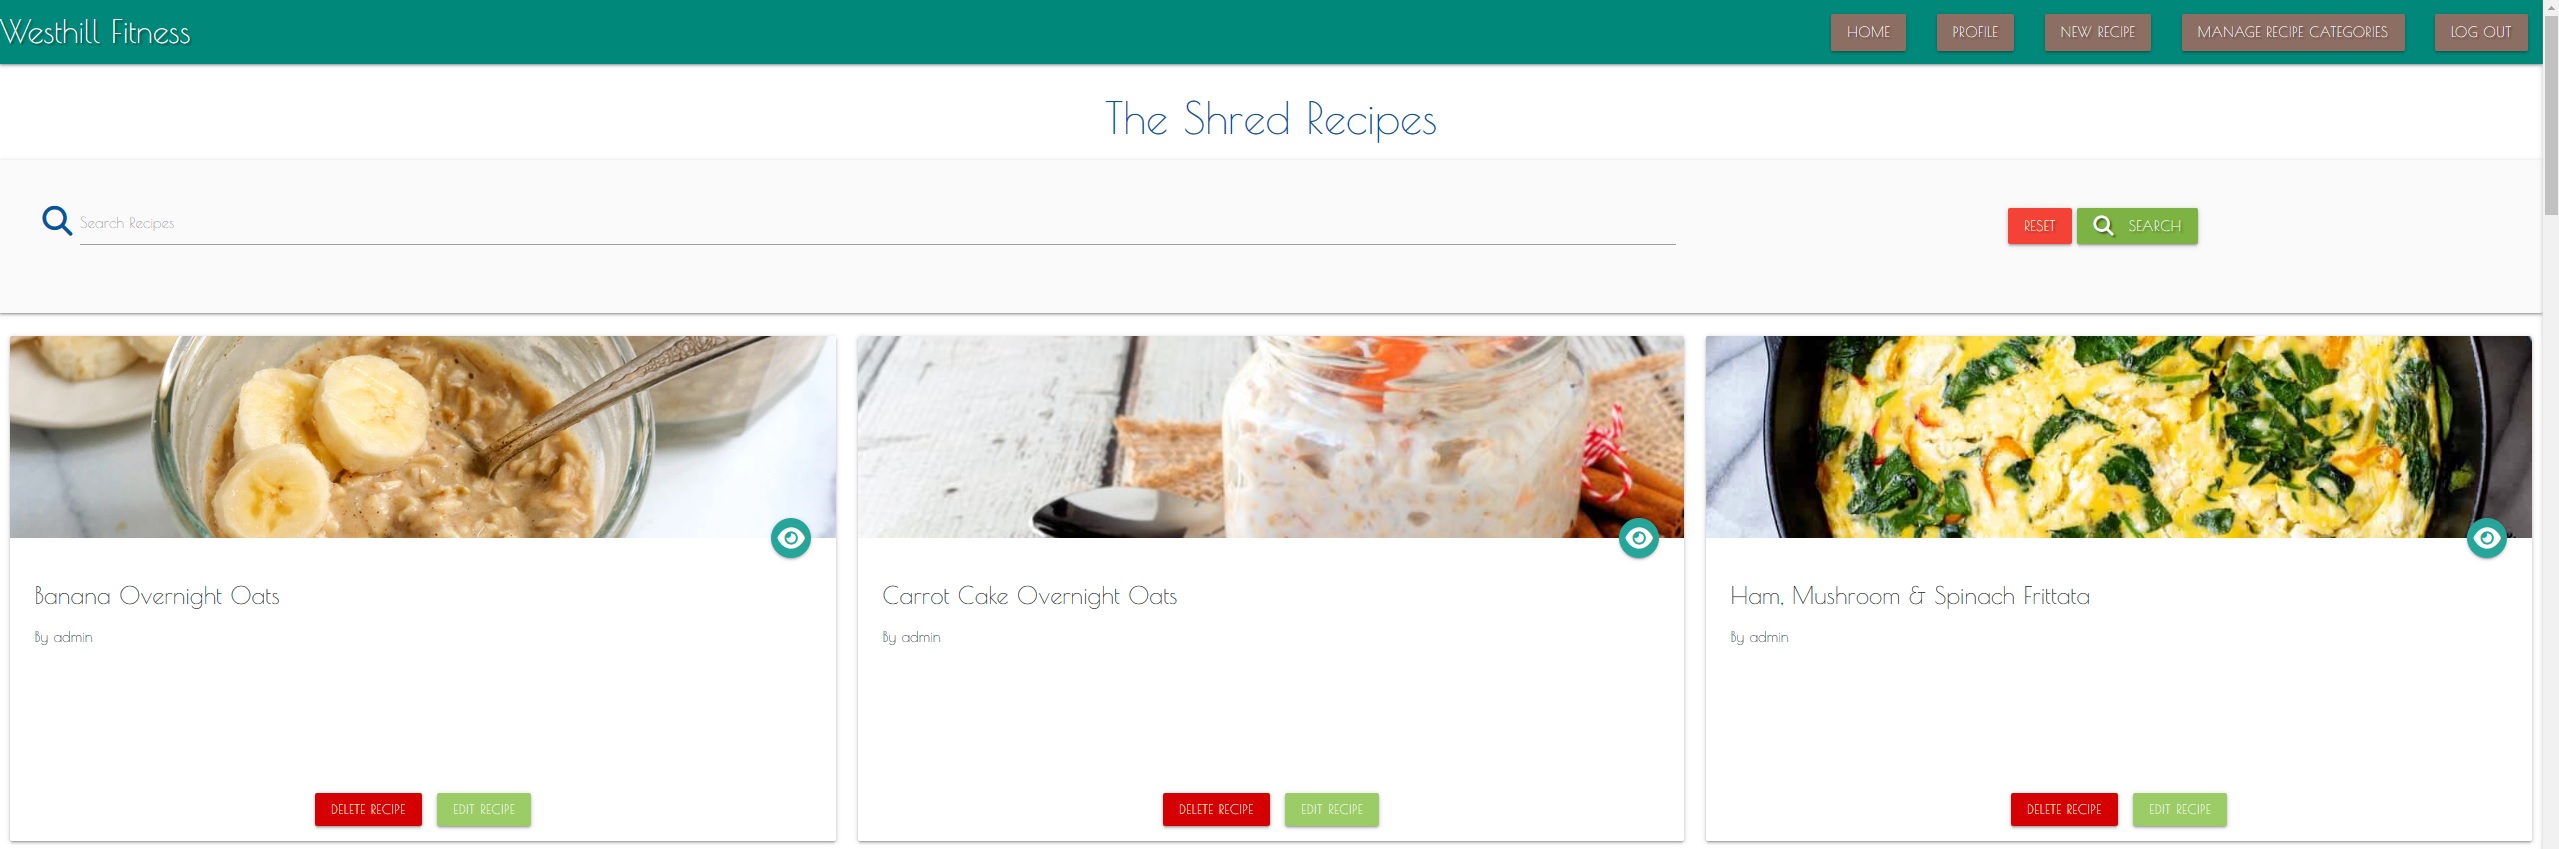 Westhill Fitness
HOME PROFILE NEW RECIPE MANAGE RECIPE CATEGORIES LOG OUT
The Shred Recipes
Search Recipes
RESET SEARCH
Banana Overnight Oats
By admin
DELETE RECIPE EDIT RECIPE
Carrot Cake Overnight Oats
By admin
DELETE RECIPE EDIT RECIPE
Ham, Mushroom & Spinach Frittata
By admin
DELETE RECIPE EDIT RECIPE